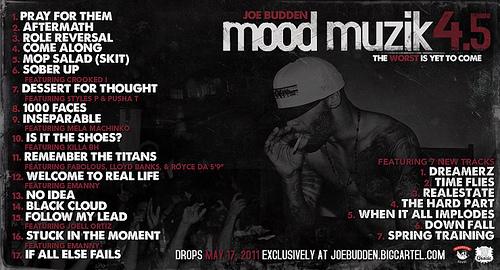 JOE BUDDEN
mood muzik 4.5
THE WORST IS YET TO COME
1. PRAY FOR THEM
2. AFTERMATH
3. ROLE REVERSAL
4. COME ALONG
5. MOP SALAD (SKIT)
6. SOBER UP
FEATURING CROOKED I
7. DESSERT FOR THOUGHT
FEATURING STYLES P & PUSHA T
8. 1000 FACES
9. INSEPARABLE
FEATURING MELA MACHINKO
10. IS IT THE SHOES?
FEATURING KILLA BH
11. REMEMBER THE TITANS
FEATURING FABOLOUS, LLOYD BANKS, & ROYCE DA 5'9"
12. WELCOME TO REAL LIFE
FEATURING EMANNY
13. NO IDEA
14. BLACK CLOUD
15. FOLLOW MY LEAD
FEATURING JOELL ORTIZ
16. STUCK IN THE MOMENT
FEATURING EMANNY
17. IF ALL ELSE FAILS
FEATURING 7 NEW TRACKS
1. DREAMERZ
2. TIME FLIES
3. REALESTATE
4. THE HARD PART
5. WHEN IT ALL IMPLODES
6. DOWN FALL
7. SPRING TRAINING
DROPS MAY 17, 2011 EXCLUSIVELY AT JOEBUDDEN.BIGCARTEL.COM